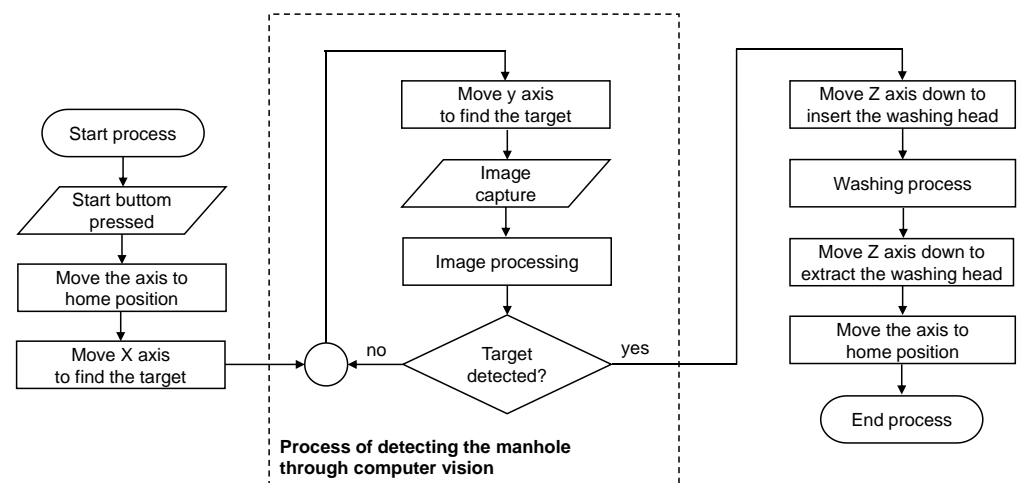 Start process
Start buttom
pressed
Move the axis to
home position
Move X axis
to find the target
Move y axis
to find the target
Image
capture
Image processing
Target
detected?
no
yes
Process of detecting the manhole
through computer vision
Move Z axis down to
insert the washing head
Washing process
Move Z axis down to
extract the washing head
Move the axis to
home position
End process